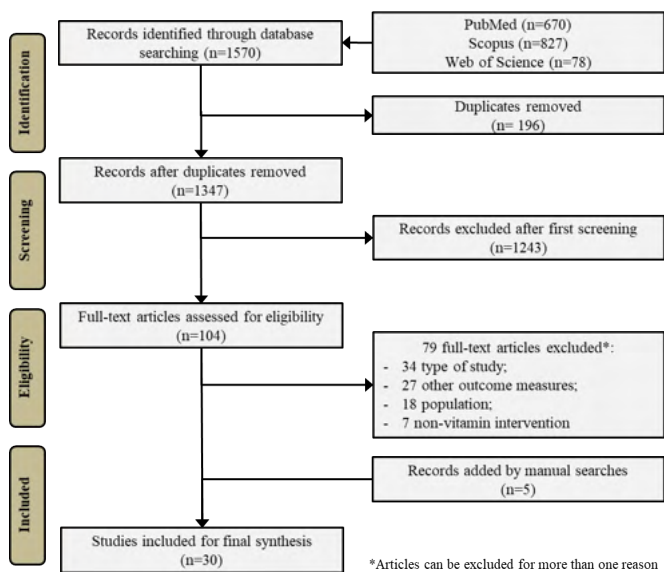 Identification
Records identified through database
searching (n=1570)
PubMed (n=670)
Scopus (n=827)
Web of Science (n=78)
Duplicates removed
(n= 196)
Screening
Records after duplicates removed
(n=1347)
Records excluded after first screening
(n=1243)
Eligibility
Full-text articles assessed for eligibility
(n=104)
79 full-text articles excluded*:
- 34 type of study;
- 27 other outcome measures;
- 18 population;
- 7 non-vitamin intervention
Included
Records added by manual searches
(n=5)
Studies included for final synthesis
(n=30)
*Articles can be excluded for more than one reason